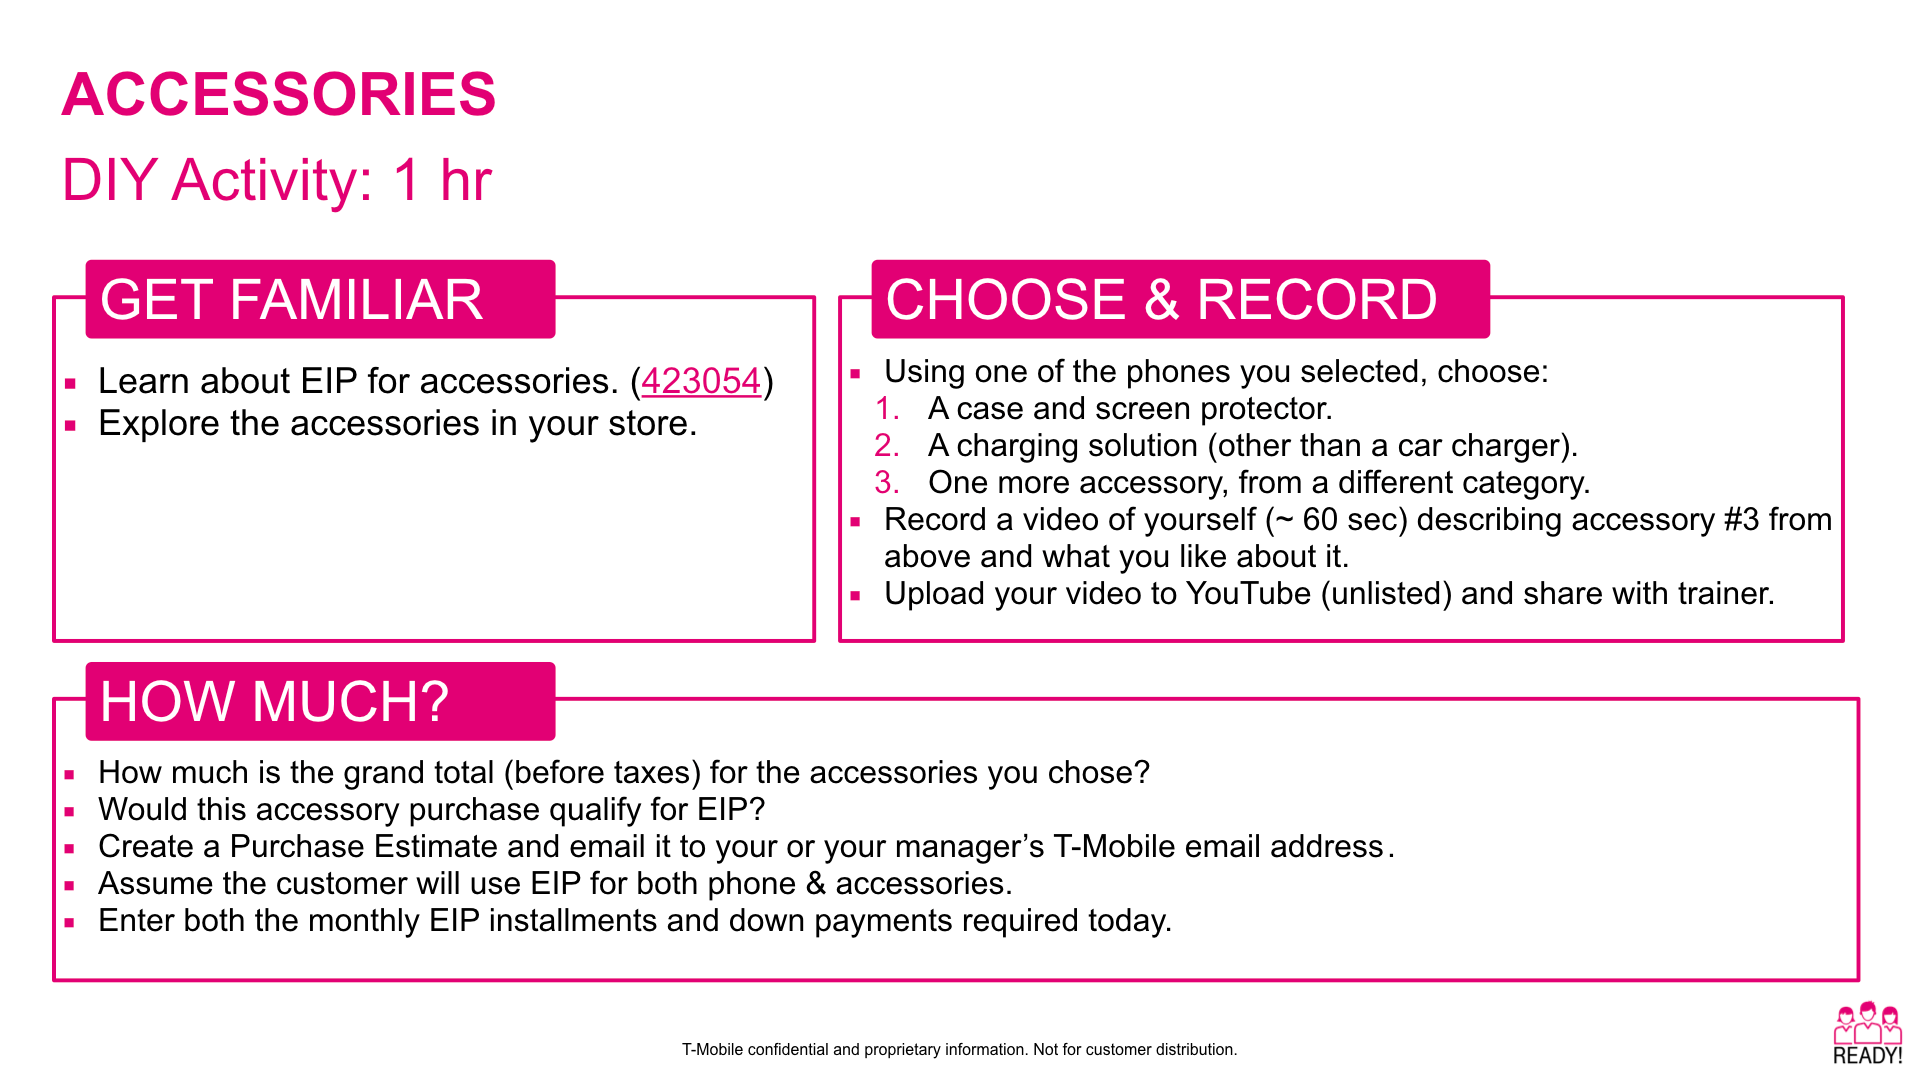 ACCESSORIES
DIY Activity: 1 hr
GET FAMILIAR
▪ Learn about EIP for accessories. (423054)
▪ Explore the accessories in your store.
CHOOSE & RECORD
▪ Using one of the phones you selected, choose:
1. A case and screen protector.
2. A charging solution (other than a car charger).
3. One more accessory, from a different category.
▪ Record a video of yourself (~ 60 sec) describing accessory #3 from
above and what you like about it.
▪ Upload your video to YouTube (unlisted) and share with trainer.
HOW MUCH?
▪ How much is the grand total (before taxes) for the accessories you chose?
▪ Would this accessory purchase qualify for EIP?
▪ Create a Purchase Estimate and email it to your or your manager’s T-Mobile email address.
▪ Assume the customer will use EIP for both phone & accessories.
▪ Enter both the monthly EIP installments and down payments required today.
T-Mobile confidential and proprietary information. Not for customer distribution.
READY!